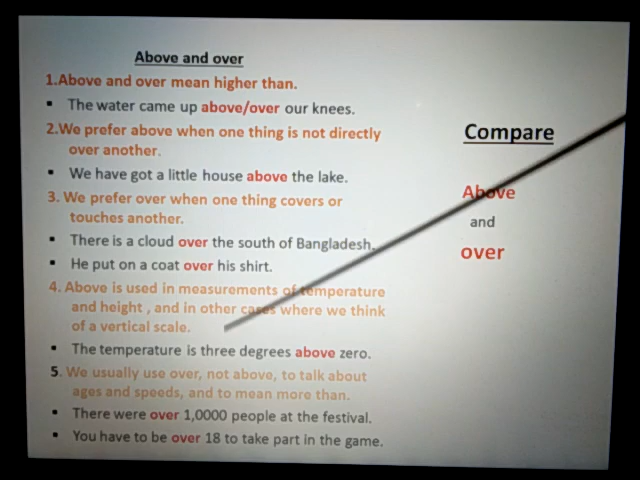 Above and over
1.Above and over mean higher than.
▪ The water came up above/over our knees.
2.We prefer above when one thing is not directly
over another.
▪ We have got a little house above the lake.
3. We prefer over when one thing covers or
touches another.
▪ There is a cloud over the south of Bangladesh.
▪ He put on a coat over his shirt.
4. Above is used in measurements of temperature
and height , and in other cases where we think
of a vertical scale.
▪ The temperature is three degrees above zero.
5. We usually use over, not above, to talk about
ages and speeds, and to mean more than.
▪ There were over 1,0000 people at the festival.
▪ You have to be over 18 to take part in the game.
Compare
Above
and
over